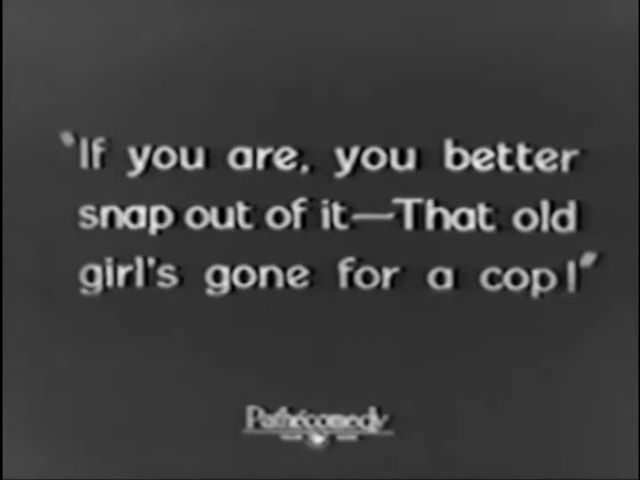 "If you are, you better
snap out of it—That old
girl's gone for a cop!"
Pathécomedy